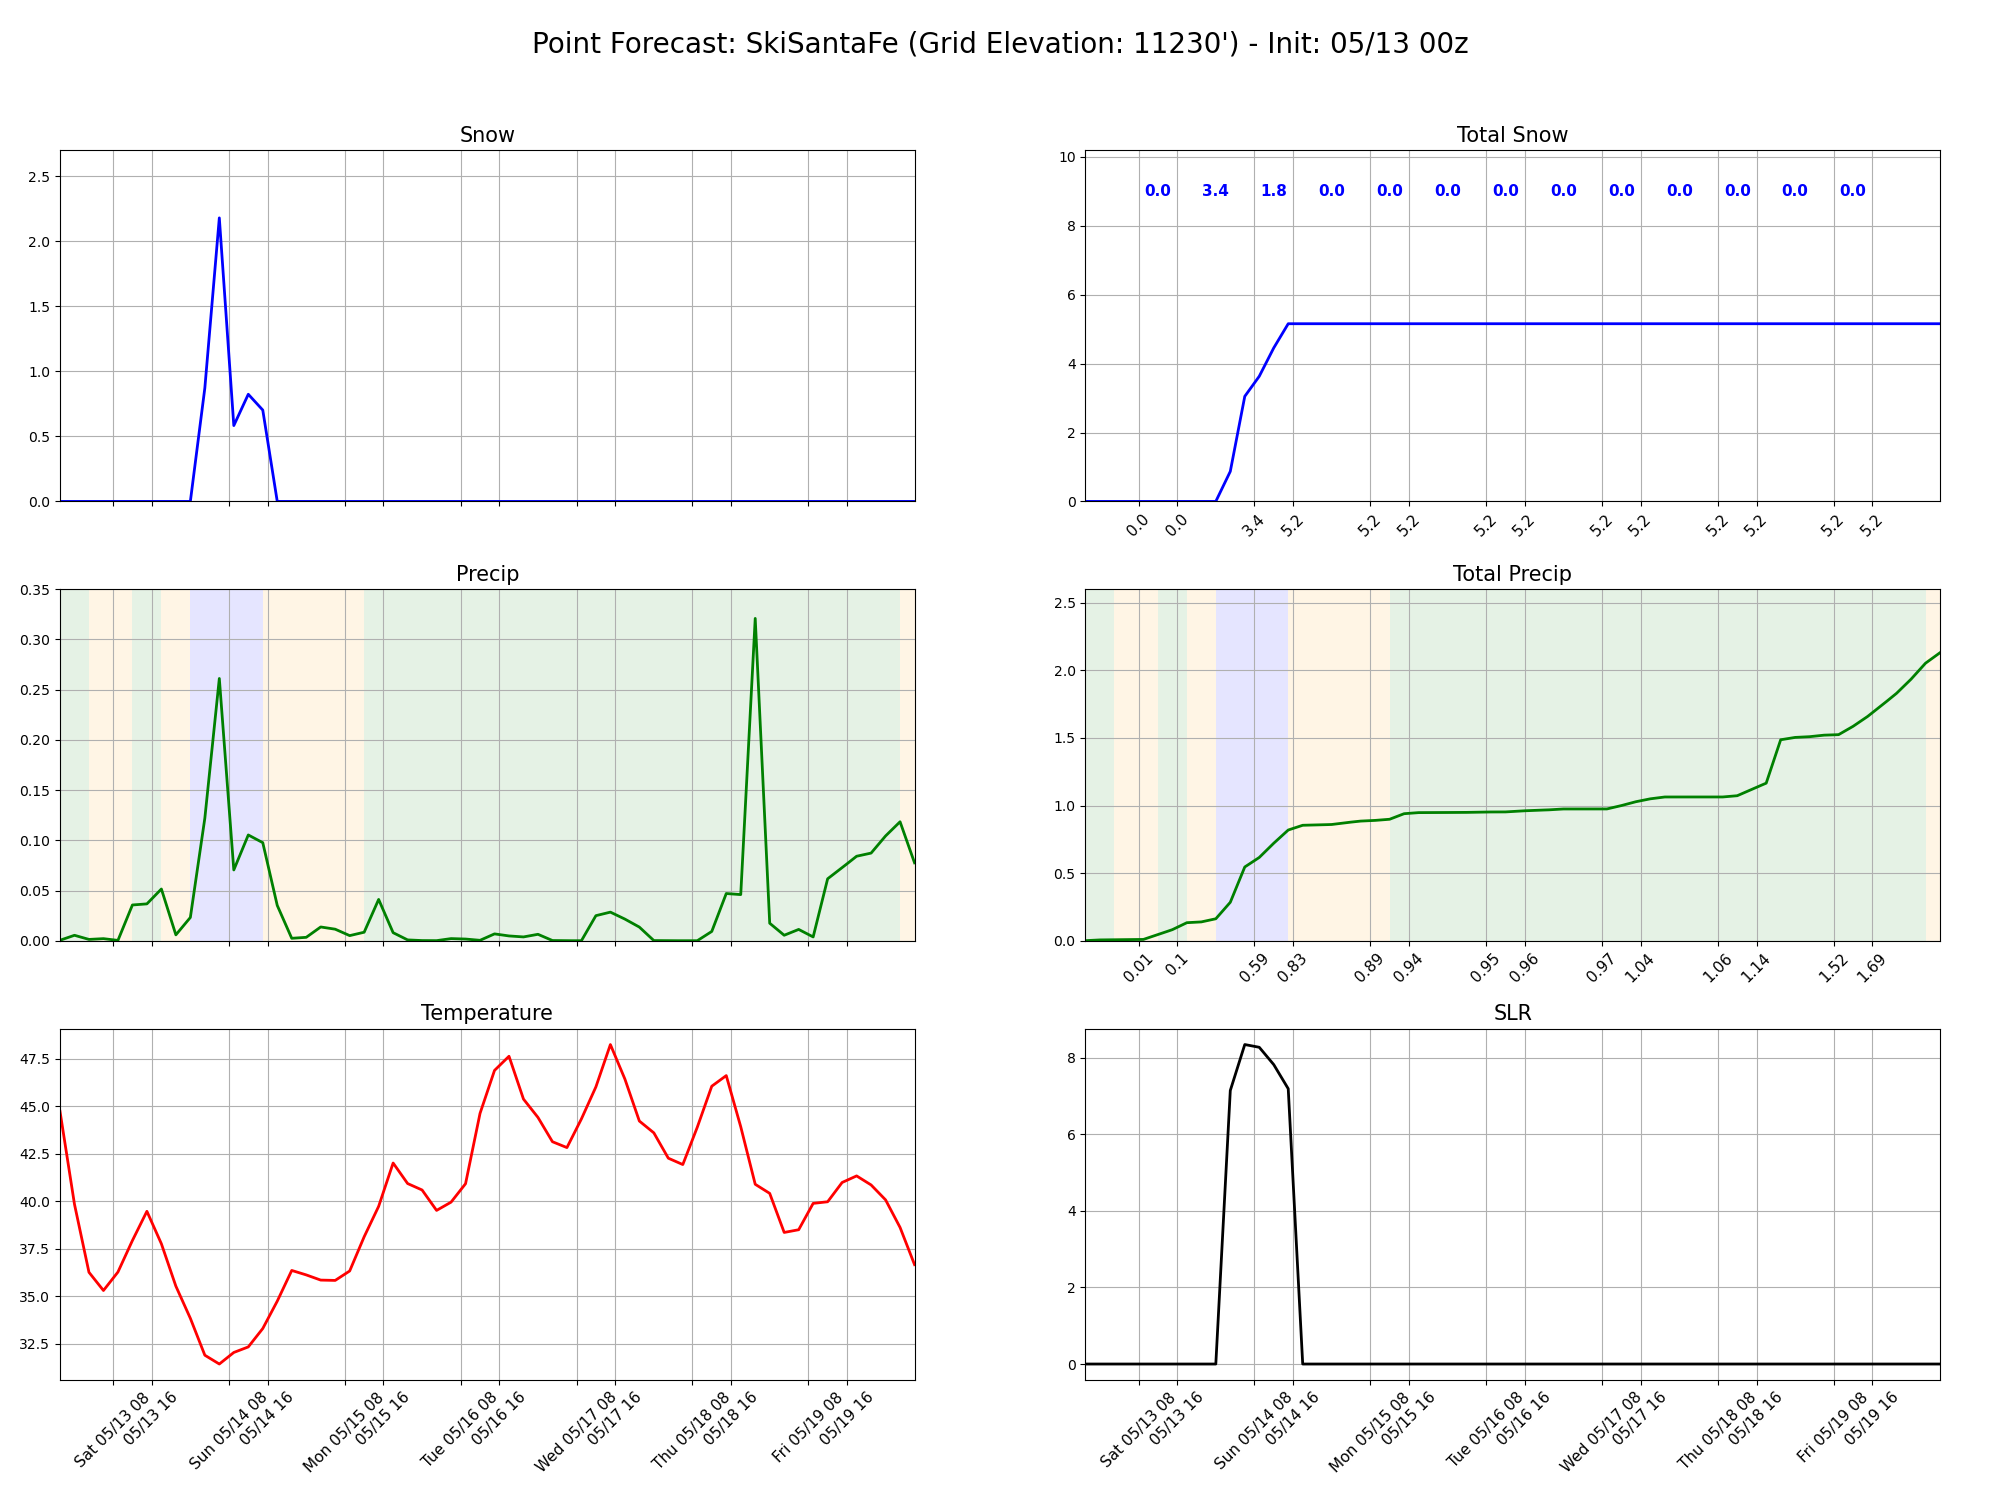 Point Forecast: SkiSantaFe (Grid Elevation: 11230') - Init: 05/13 00z
Snow
2.5
2.0
1.5
1.0
0.5
0.0
Total Snow
10
8
6
4
2
0
0.0 3.4 1.8 0.0 0.0 0.0 0.0 0.0 0.0 0.0 0.0 0.0 0.0
0.0 0.0 3.4 5.2 5.2 5.2 5.2 5.2 5.2 5.2 5.2 5.2 5.2 5.2
Precip
0.35
0.30
0.25
0.20
0.15
0.10
0.05
0.00
Total Precip
2.5
2.0
1.5
1.0
0.5
0.0
0.01 0.1 0.59 0.83 0.89 0.94 0.95 0.96 0.97 1.04 1.06 1.14 1.52 1.69
Temperature
47.5
45.0
42.5
40.0
37.5
35.0
32.5
Sat 05/13 08
05/13 16
Sun 05/14 08
05/14 16
Mon 05/15 08
05/15 16
Tue 05/16 08
05/16 16
Wed 05/17 08
05/17 16
Thu 05/18 08
05/18 16
Fri 05/19 08
05/19 16
SLR
8
6
4
2
0
Sat 05/13 08
05/13 16
Sun 05/14 08
05/14 16
Mon 05/15 08
05/15 16
Tue 05/16 08
05/16 16
Wed 05/17 08
05/17 16
Thu 05/18 08
05/18 16
Fri 05/19 08
05/19 16